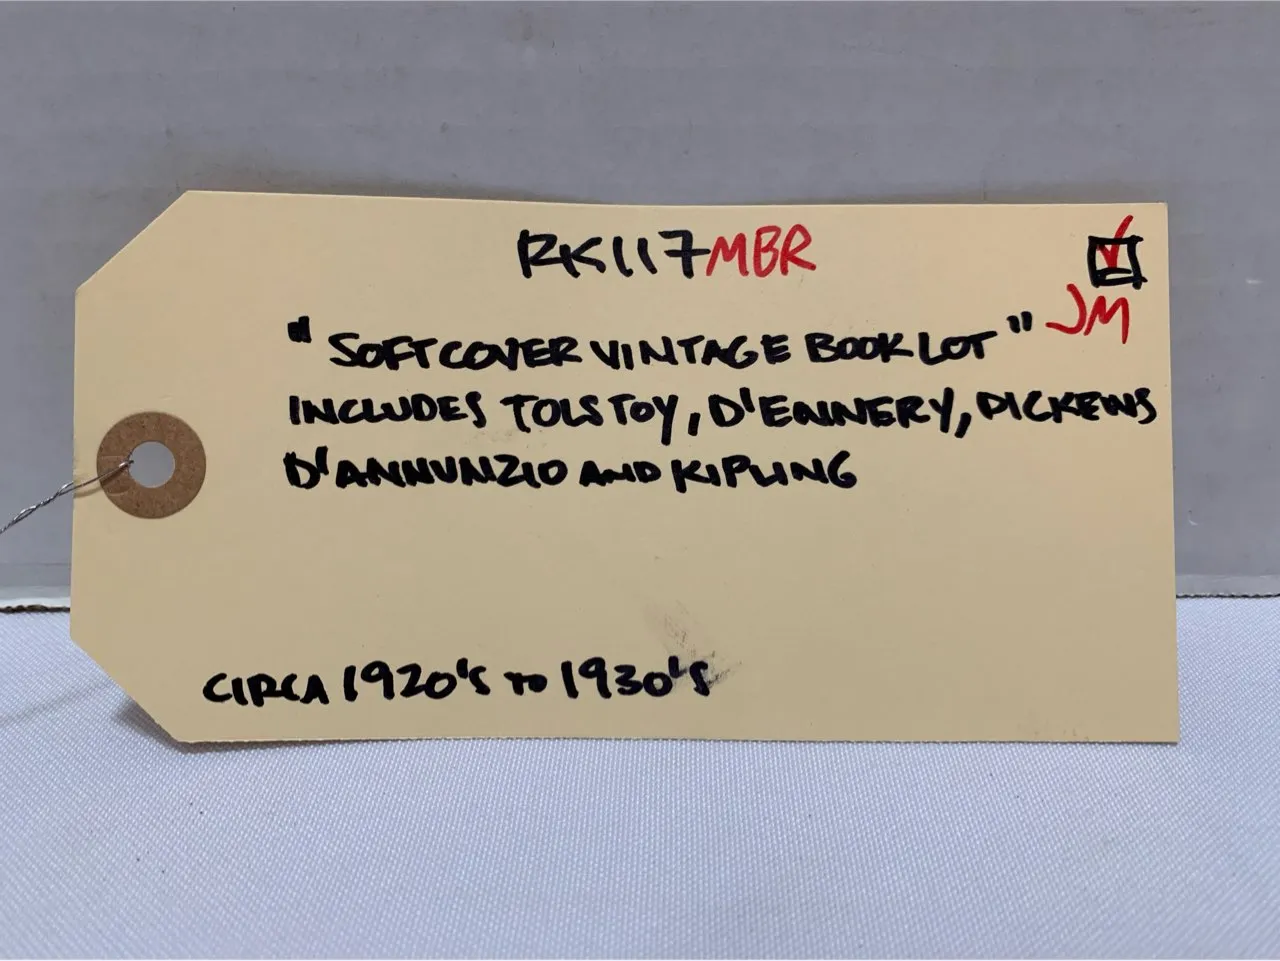 RK117MBR
"SOFTCOVER VINTAGE BOOK LOT" JM
INCLUDES TOLSTOY, D'ENNERY, DICKENS
D'ANNUNZIO AND KIPLING
CIRCA 1920'S TO 1930'S